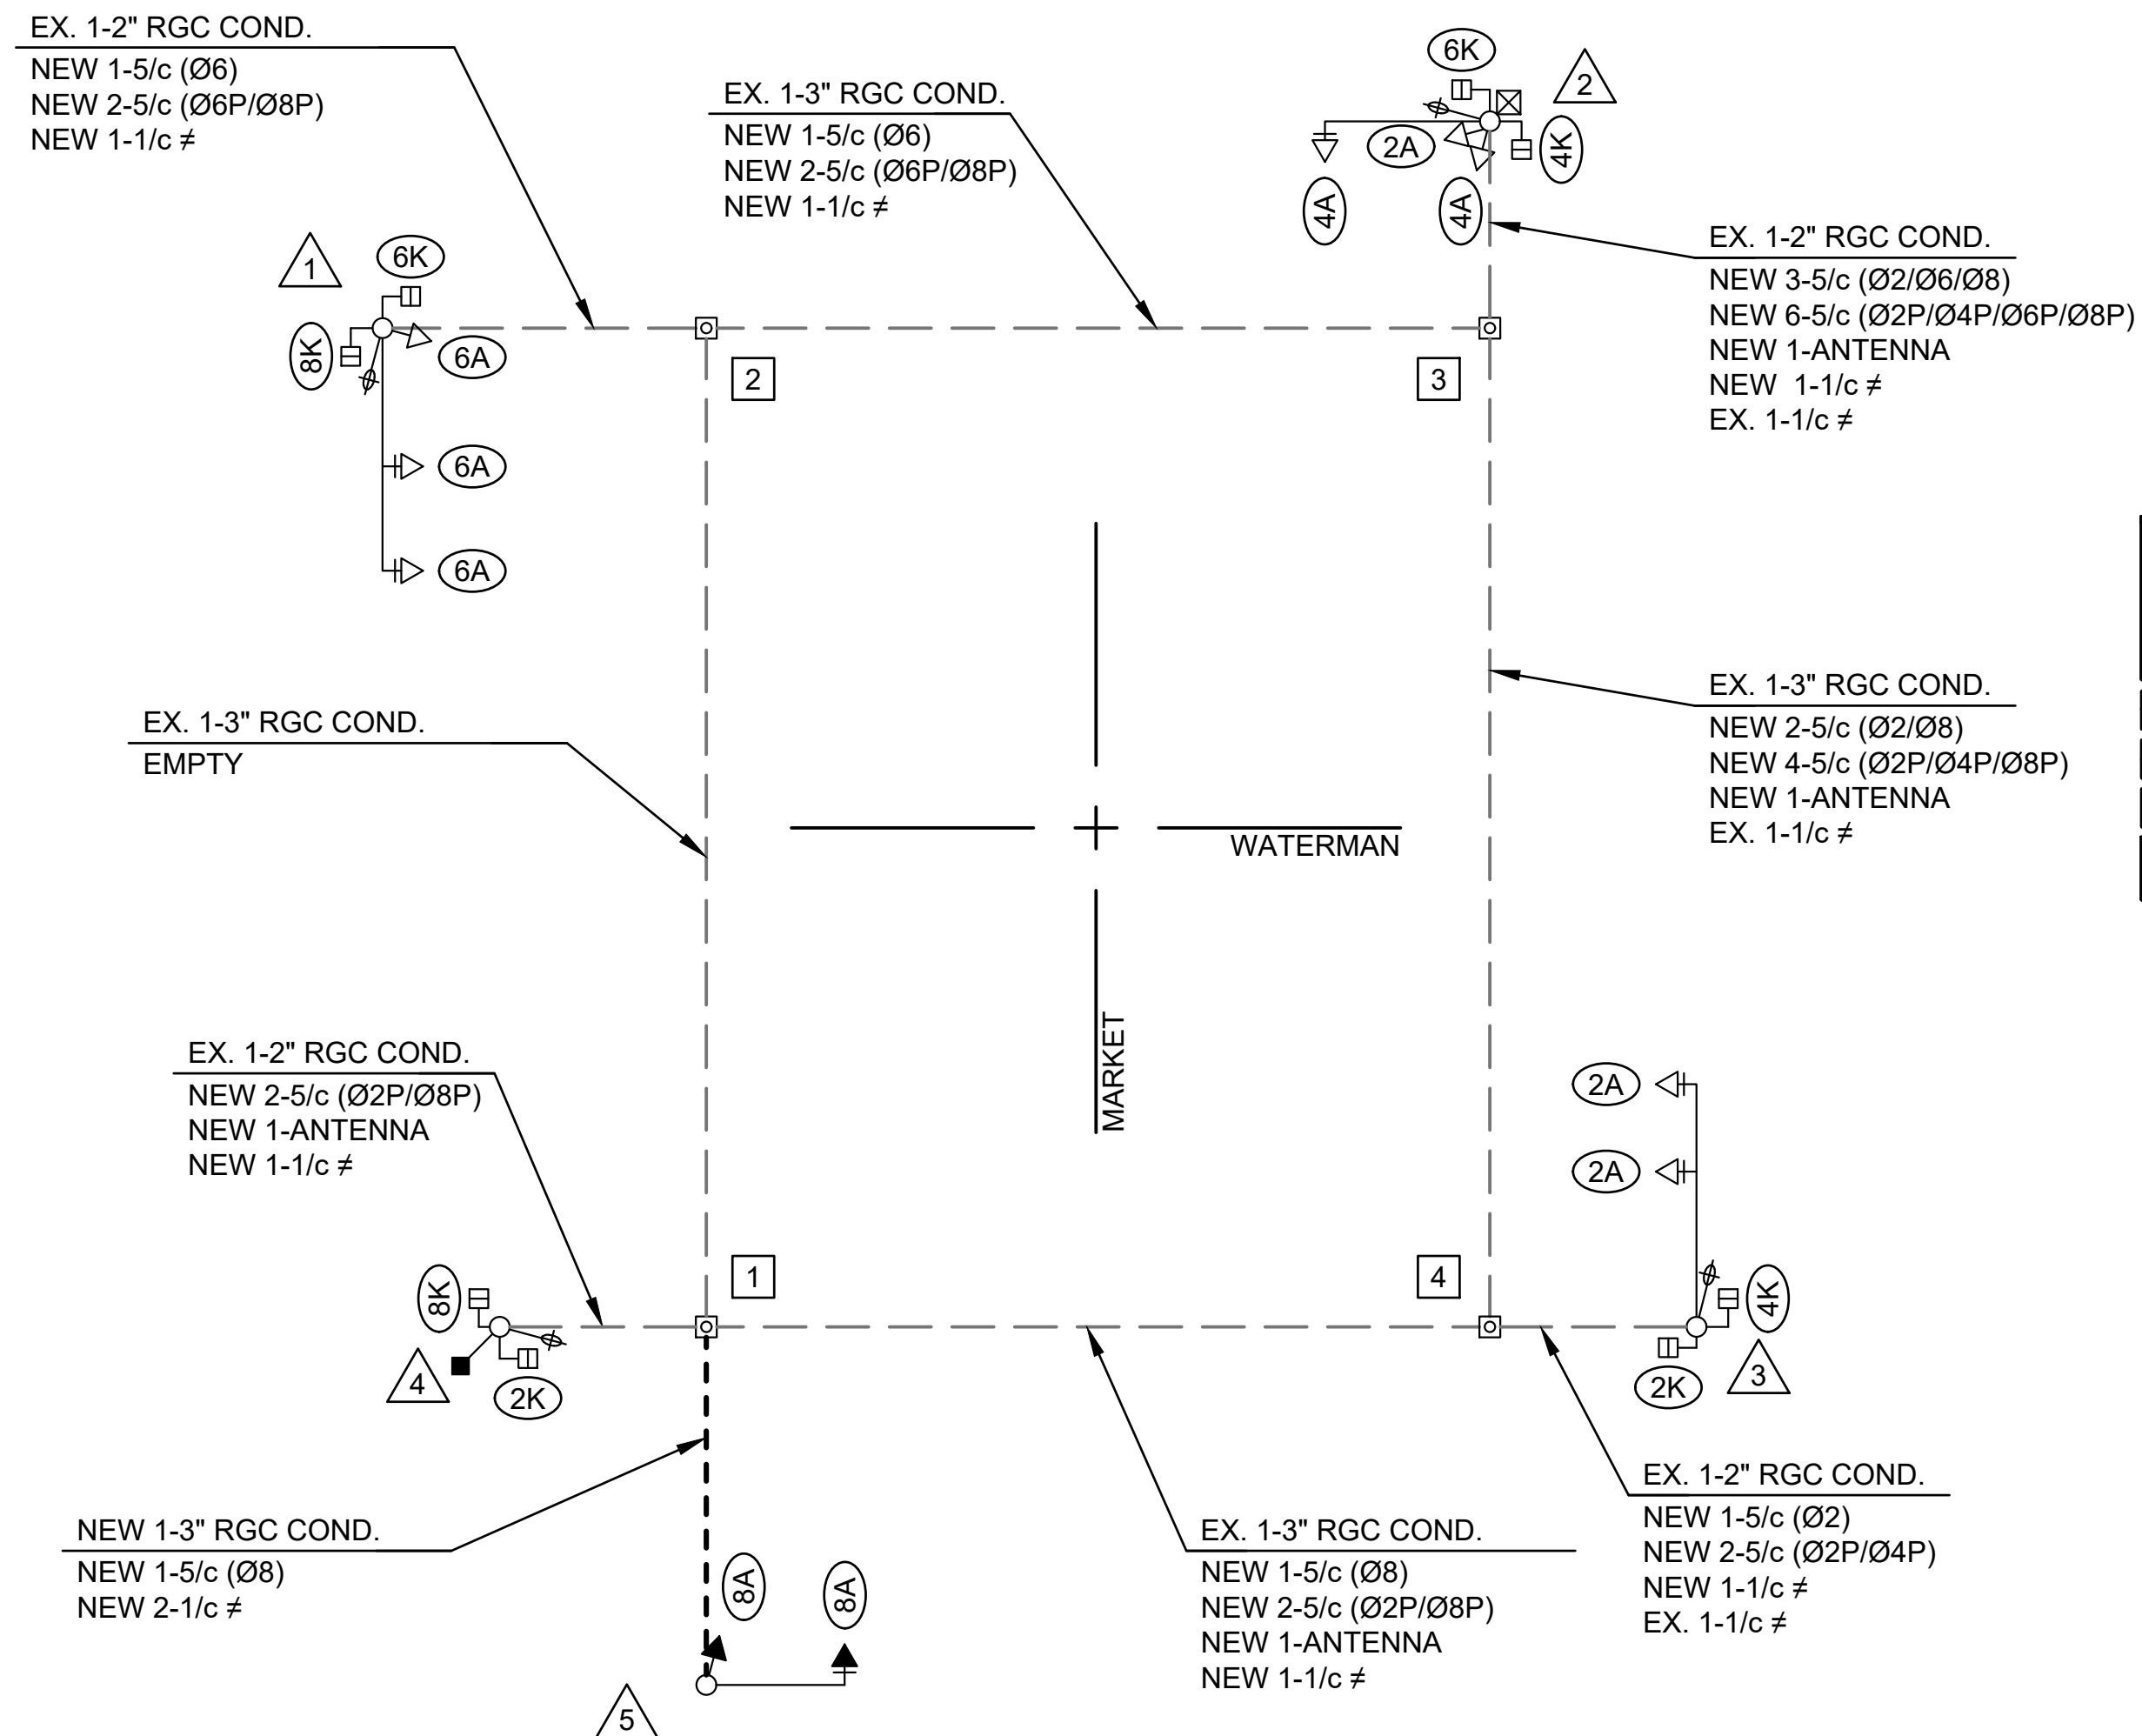 EX. 1-2" RGC COND.
NEW 1-5/c (Ø6)
NEW 2-5/c (Ø6P/Ø8P)
NEW 1-1/c ≠
EX. 1-3" RGC COND.
NEW 1-5/c (Ø6)
NEW 2-5/c (Ø6P/Ø8P)
NEW 1-1/c ≠
6K
2
2A
4K
4A
4A
EX. 1-2" RGC COND.
NEW 3-5/c (Ø2/Ø6/Ø8)
NEW 6-5/c (Ø2P/Ø4P/Ø6P/Ø8P)
NEW 1-ANTENNA
NEW 1-1/c ≠
EX. 1-1/c ≠
1
6K
8K
6A
6A
6A
2
3
EX. 1-3" RGC COND.
EMPTY
EX. 1-3" RGC COND.
NEW 2-5/c (Ø2/Ø8)
NEW 4-5/c (Ø2P/Ø4P/Ø8P)
NEW 1-ANTENNA
EX. 1-1/c ≠
WATERMAN
MARKET
EX. 1-2" RGC COND.
NEW 2-5/c (Ø2P/Ø8P)
NEW 1-ANTENNA
NEW 1-1/c ≠
2A
2A
1
4
8K
4
2K
4K
2K
3
NEW 1-3" RGC COND.
NEW 1-5/c (Ø8)
NEW 2-1/c ≠
8A
8A
5
EX. 1-3" RGC COND.
NEW 1-5/c (Ø8)
NEW 2-5/c (Ø2P/Ø8P)
NEW 1-ANTENNA
NEW 1-1/c ≠
EX. 1-2" RGC COND.
NEW 1-5/c (Ø2)
NEW 2-5/c (Ø2P/Ø4P)
NEW 1-1/c ≠
EX. 1-1/c ≠